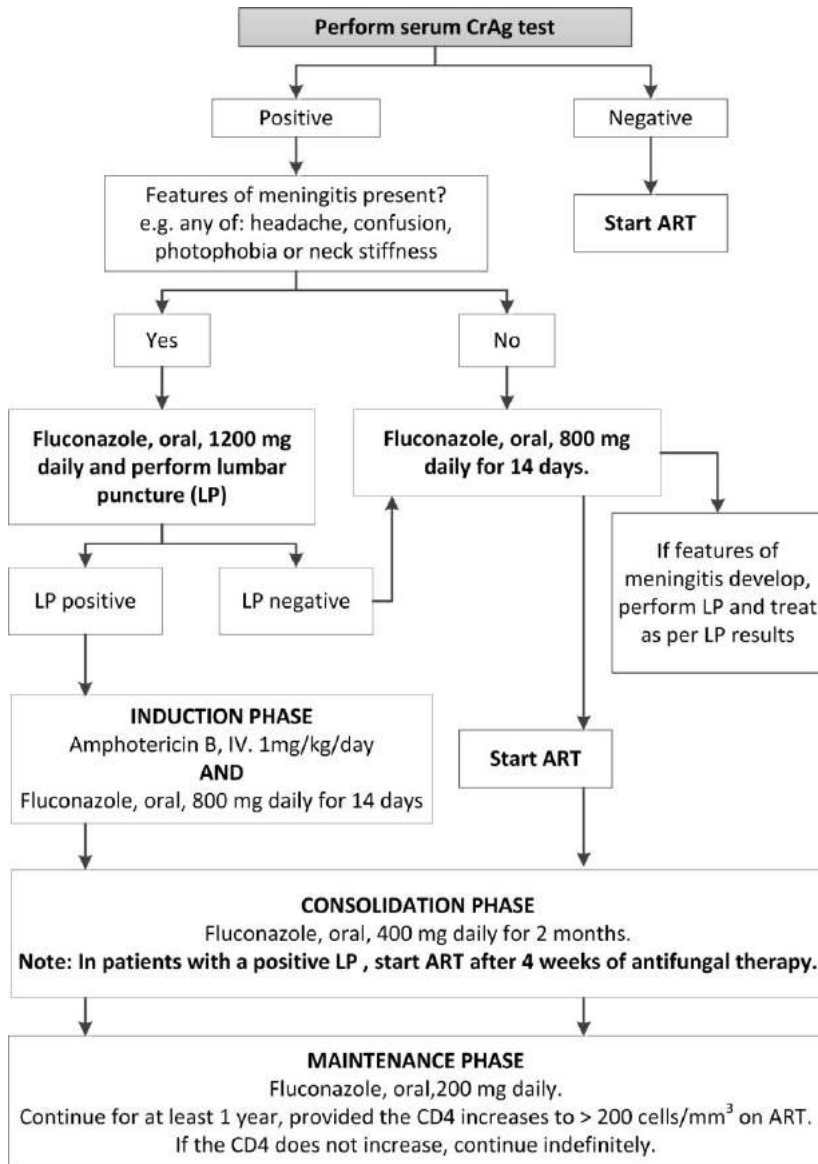 Perform serum CrAg test
Positive
Negative
Features of meningitis present?
e.g. any of: headache, confusion,
photophobia or neck stiffness
Start ART
Yes
No
Fluconazole, oral, 1200 mg
daily and perform lumbar
puncture (LP)
Fluconazole, oral, 800 mg
daily for 14 days.
LP positive
LP negative
If features of
meningitis develop,
perform LP and treat
as per LP results
INDUCTION PHASE
Amphotericin B, IV. 1mg/kg/day
AND
Fluconazole, oral, 800 mg daily for 14 days
Start ART
CONSOLIDATION PHASE
Fluconazole, oral, 400 mg daily for 2 months.
Note: In patients with a positive LP , start ART after 4 weeks of antifungal therapy.
MAINTENANCE PHASE
Fluconazole, oral,200 mg daily.
Continue for at least 1 year, provided the CD4 increases to > 200 cells/mm³ on ART.
If the CD4 does not increase, continue indefinitely.